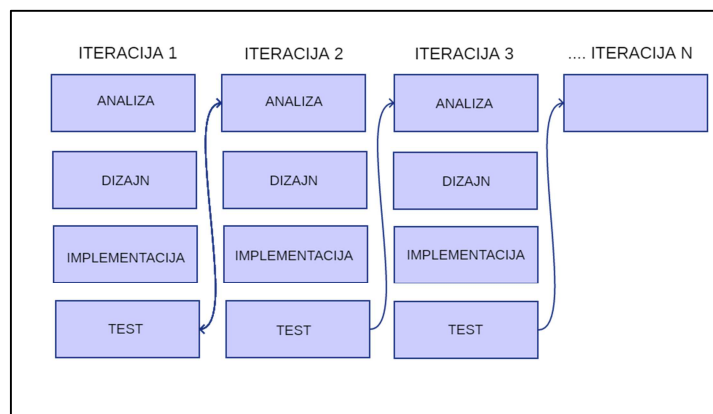 ITERACIJA 1
ITERACIJA 2
ITERACIJA 3
.... ITERACIJA N
ANALIZA
ANALIZA
ANALIZA
DIZAJN
DIZAJN
DIZAJN
IMPLEMENTACIJA
IMPLEMENTACIJA
IMPLEMENTACIJA
TEST
TEST
TEST